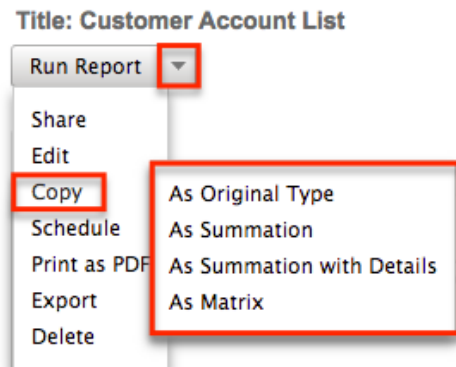 Title: Customer Account List
Run Report
Share
Edit
Copy
Schedule
Print as PDF
Export
Delete
As Original Type
As Summation
As Summation with Details
As Matrix